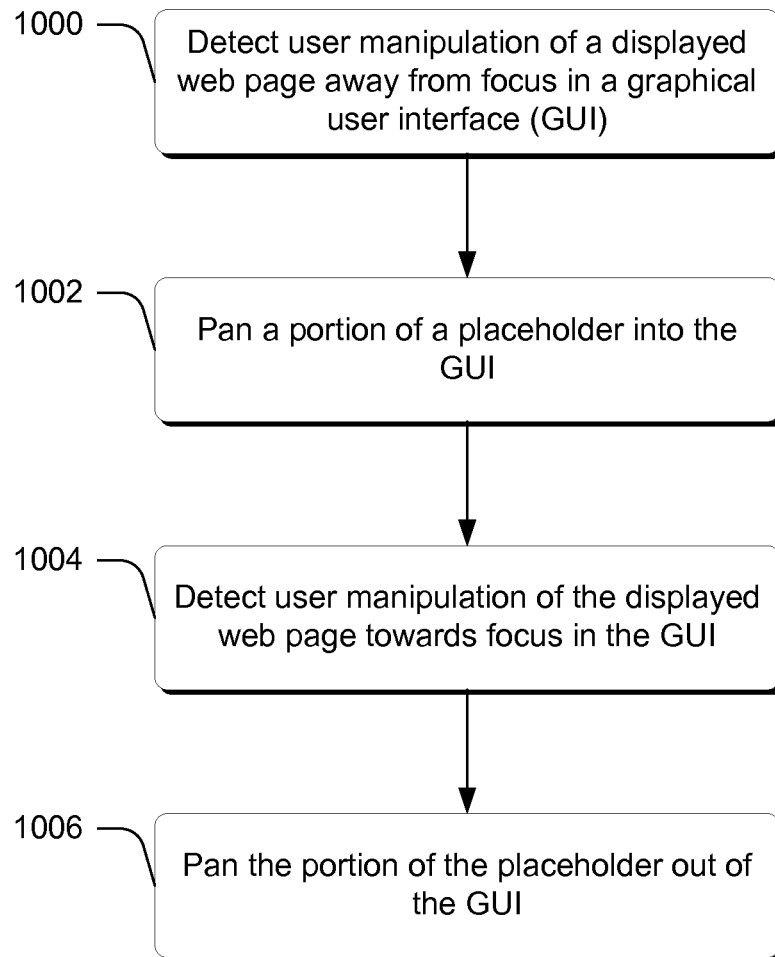 1000
Detect user manipulation of a displayed
web page away from focus in a graphical
user interface (GUI)
1002
Pan a portion of a placeholder into the
GUI
1004
Detect user manipulation of the displayed
web page towards focus in the GUI
1006
Pan the portion of the placeholder out of
the GUI